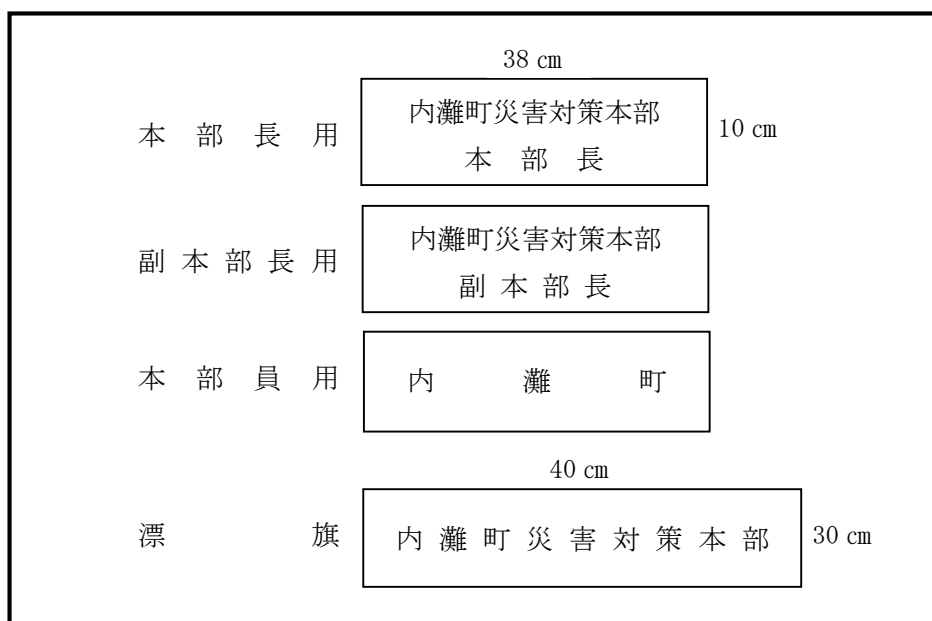 38 ㎝
本部長用
内灘町災害対策本部
本部長
10 ㎝
副本部長用
内灘町災害対策本部
副本部長
本部員用
内灘町
40 ㎝
漂旗
内灘町災害対策本部
30 ㎝